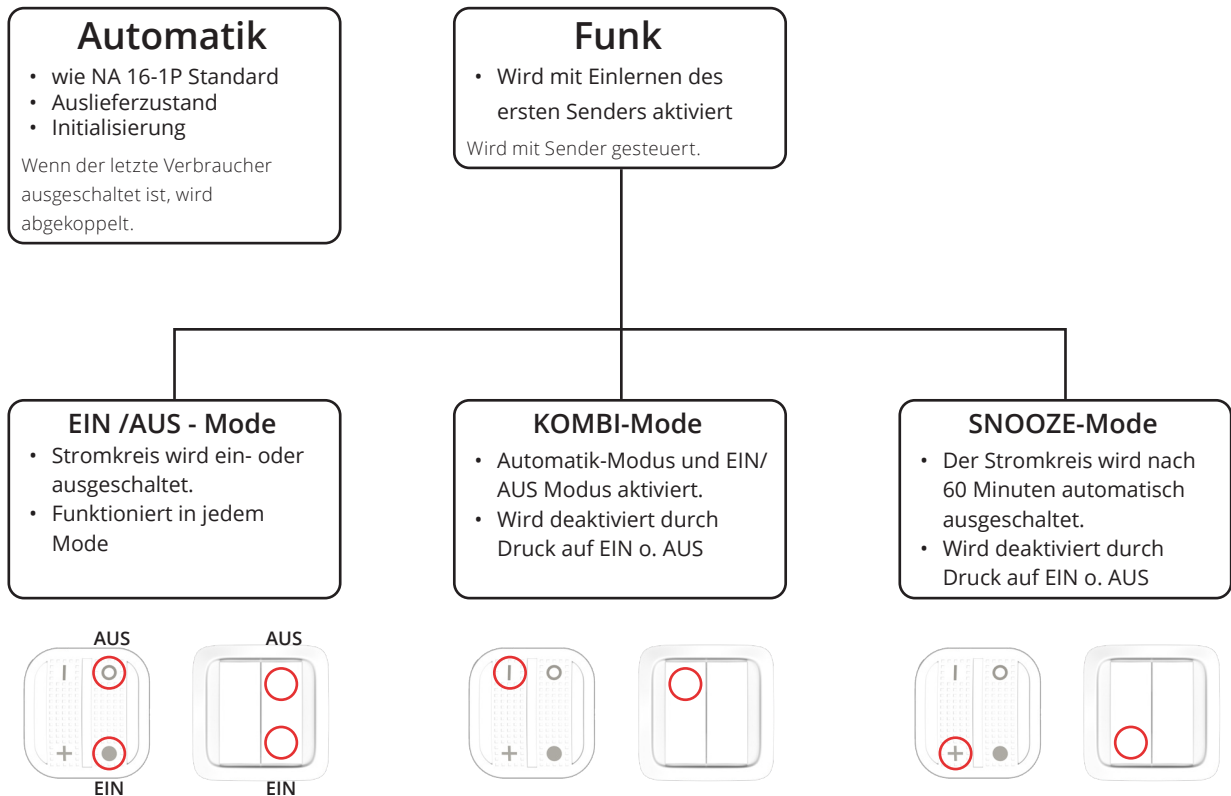 Automatik
• wie NA 16-1P Standard
• Auslieferzustand
• Initialisierung
Wenn der letzte Verbraucher
ausgeschaltet ist, wird
abgekoppelt.
Funk
• Wird mit Einlernen des
ersten Senders aktiviert
Wird mit Sender gesteuert.
EIN /AUS - Mode
• Stromkreis wird ein- oder
ausgeschaltet.
• Funktioniert in jedem
Mode
KOMBI-Mode
• Automatik-Modus und EIN/
AUS Modus aktiviert.
• Wird deaktiviert durch
Druck auf EIN o. AUS
SNOOZE-Mode
• Der Stromkreis wird nach
60 Minuten automatisch
ausgeschaltet.
• Wird deaktiviert durch
Druck auf EIN o. AUS
AUS
I O
+ ●
EIN
AUS
EIN
I O
+ ●
I O
+ ●